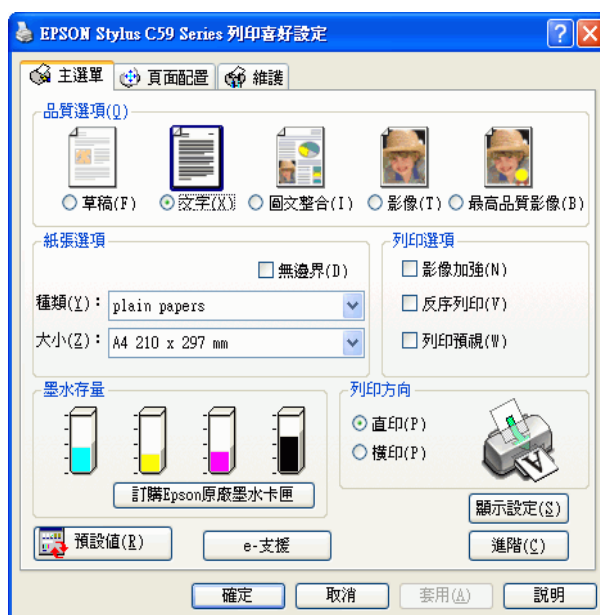 EPSON Stylus C59 Series 列印喜好設定
主選單 頁面配置 維護
品質選項(Q)
草稿(F) 文字(X) 圖文整合(I) 影像(T) 最高品質影像(B)
紙張選項
無邊界(D)
種類(Y)： plain papers
大小(Z)： A4 210 x 297 mm
列印選項
影像加強(N)
反序列印(V)
列印預視(W)
墨水存量
訂購Epson原廠墨水卡匣
列印方向
直印(P)
橫印(P)
A
顯示設定(S)
預設值(R) e-支援 進階(C)
確定 取消 套用(A) 說明